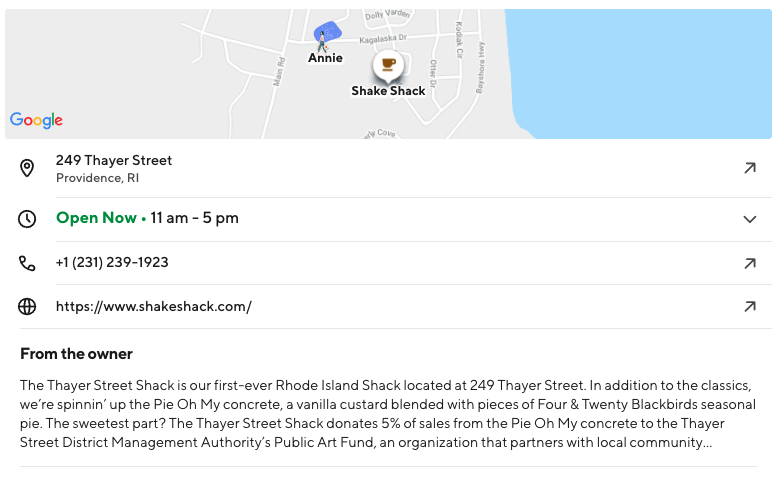 Dolly Varden
Kagalaska Dr
Annie
Main Rd
Kodiak Cir
Otter Dr
Shake Shack
Google
249 Thayer Street
Providence, RI
Open Now • 11 am - 5 pm
+1 (231) 239-1923
https://www.shakeshack.com/
From the owner
The Thayer Street Shack is our first-ever Rhode Island Shack located at 249 Thayer Street. In addition to the classics,
we’re spinnin’ up the Pie Oh My concrete, a vanilla custard blended with pieces of Four & Twenty Blackbirds seasonal
pie. The sweetest part? The Thayer Street Shack donates 5% of sales from the Pie Oh My concrete to the Thayer
Street District Management Authority’s Public Art Fund, an organization that partners with local community...